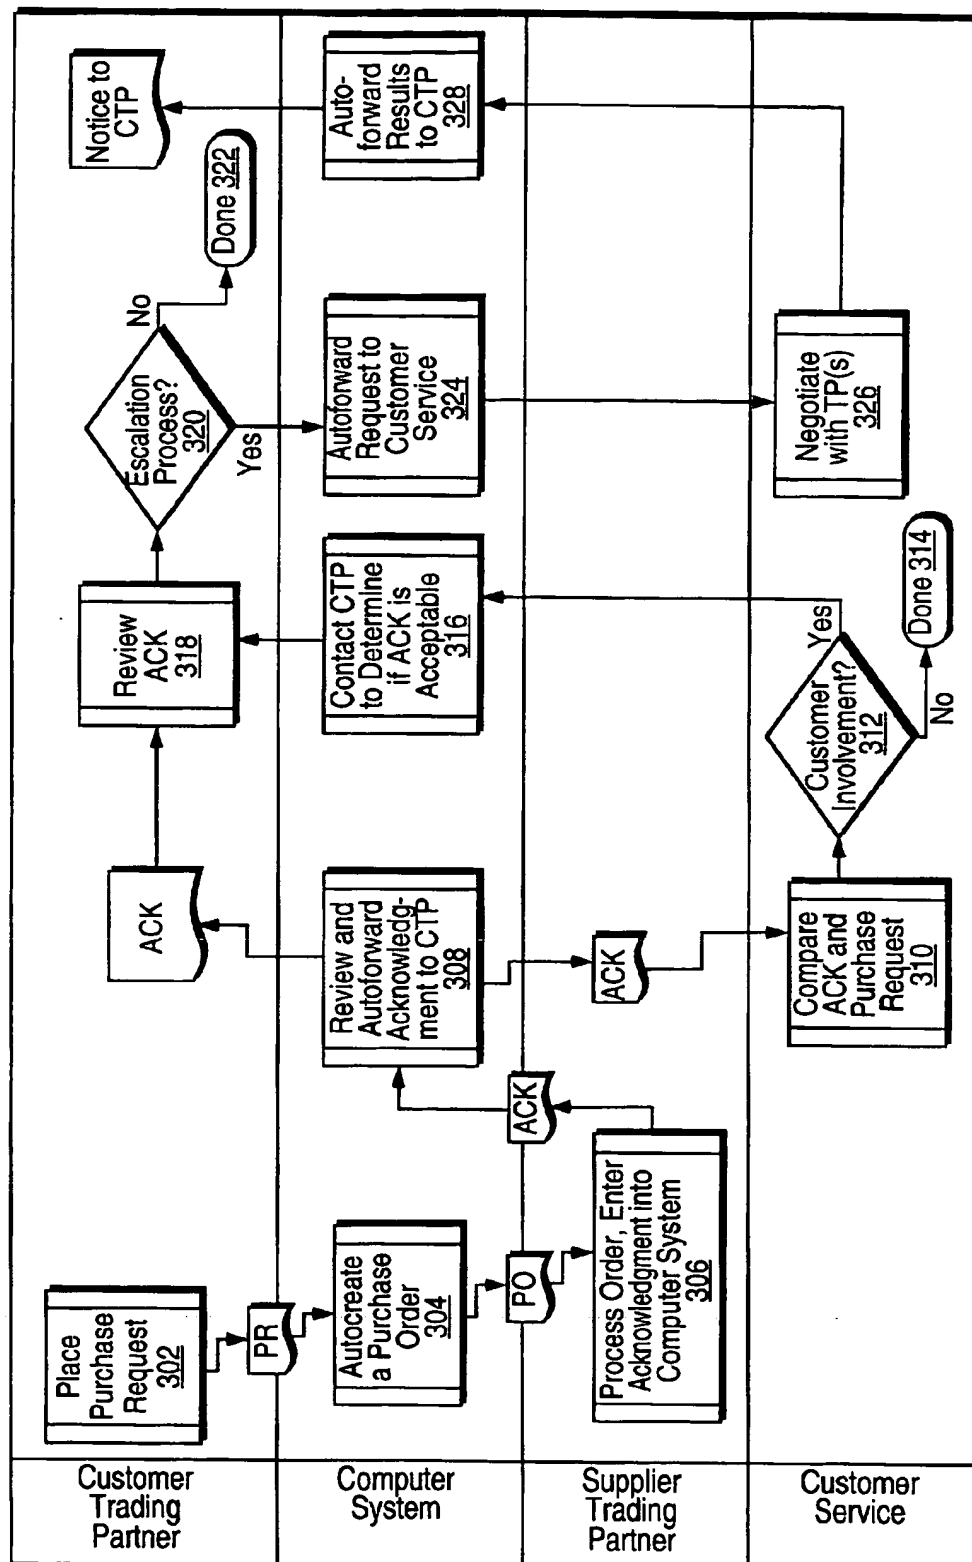 Customer
Trading
Partner
Place
Purchase
Request
302
PR
ACK
Review
ACK
318
Escalation
Process?
320
No
Yes
Done 322
Notice to
CTP
Computer
System
Autocreate
a Purchase
Order
304
Review and
Autoforward
Acknowledg-
ment to CTP
308
Contact CTP
to Determine
if ACK is
Acceptable
316
Autoforward
Request to
Customer
Service
324
Auto-
forward
Results
to CTP
328
PO
ACK
Supplier
Trading
Partner
Process Order, Enter
Acknowledgment into
Computer System
306
ACK
Customer
Service
Compare
ACK and
Purchase
Request
310
Customer
Involvement?
312
Yes
No
Done 314
Negotiate
with TP(s)
326